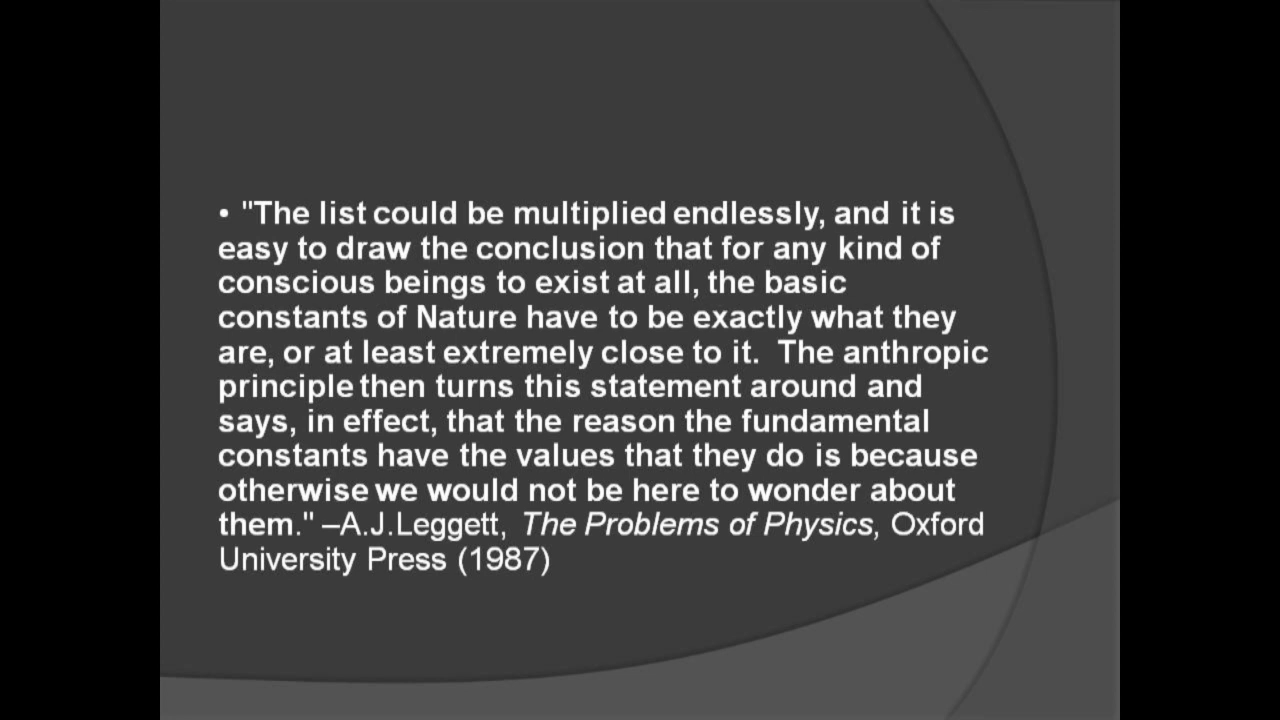 • "The list could be multiplied endlessly, and it is
easy to draw the conclusion that for any kind of
conscious beings to exist at all, the basic
constants of Nature have to be exactly what they
are, or at least extremely close to it.  The anthropic
principle then turns this statement around and
says, in effect, that the reason the fundamental
constants have the values that they do is because
otherwise we would not be here to wonder about
them." –A.J.Leggett, The Problems of Physics, Oxford
University Press (1987)